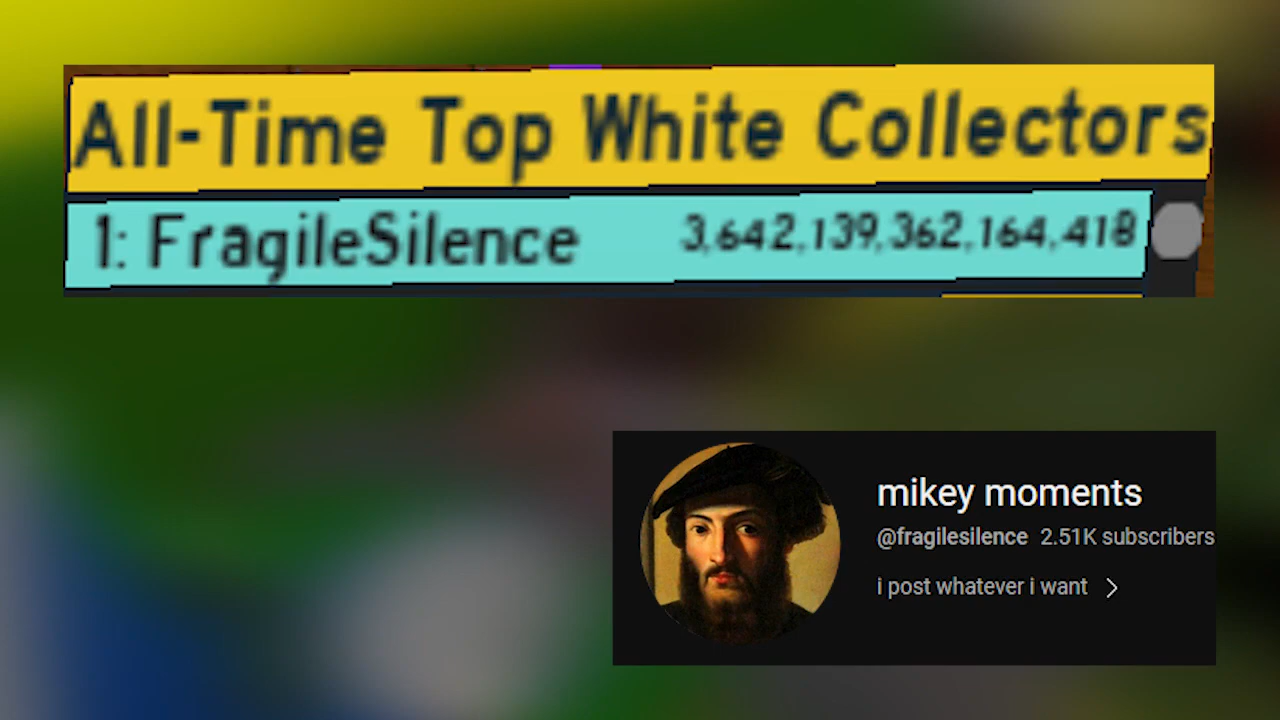 All-Time Top White Collectors
1: FragileSilence 3,642,139,362,164,418
mikey moments
@fragilesilence 2.51K subscribers
i post whatever i want